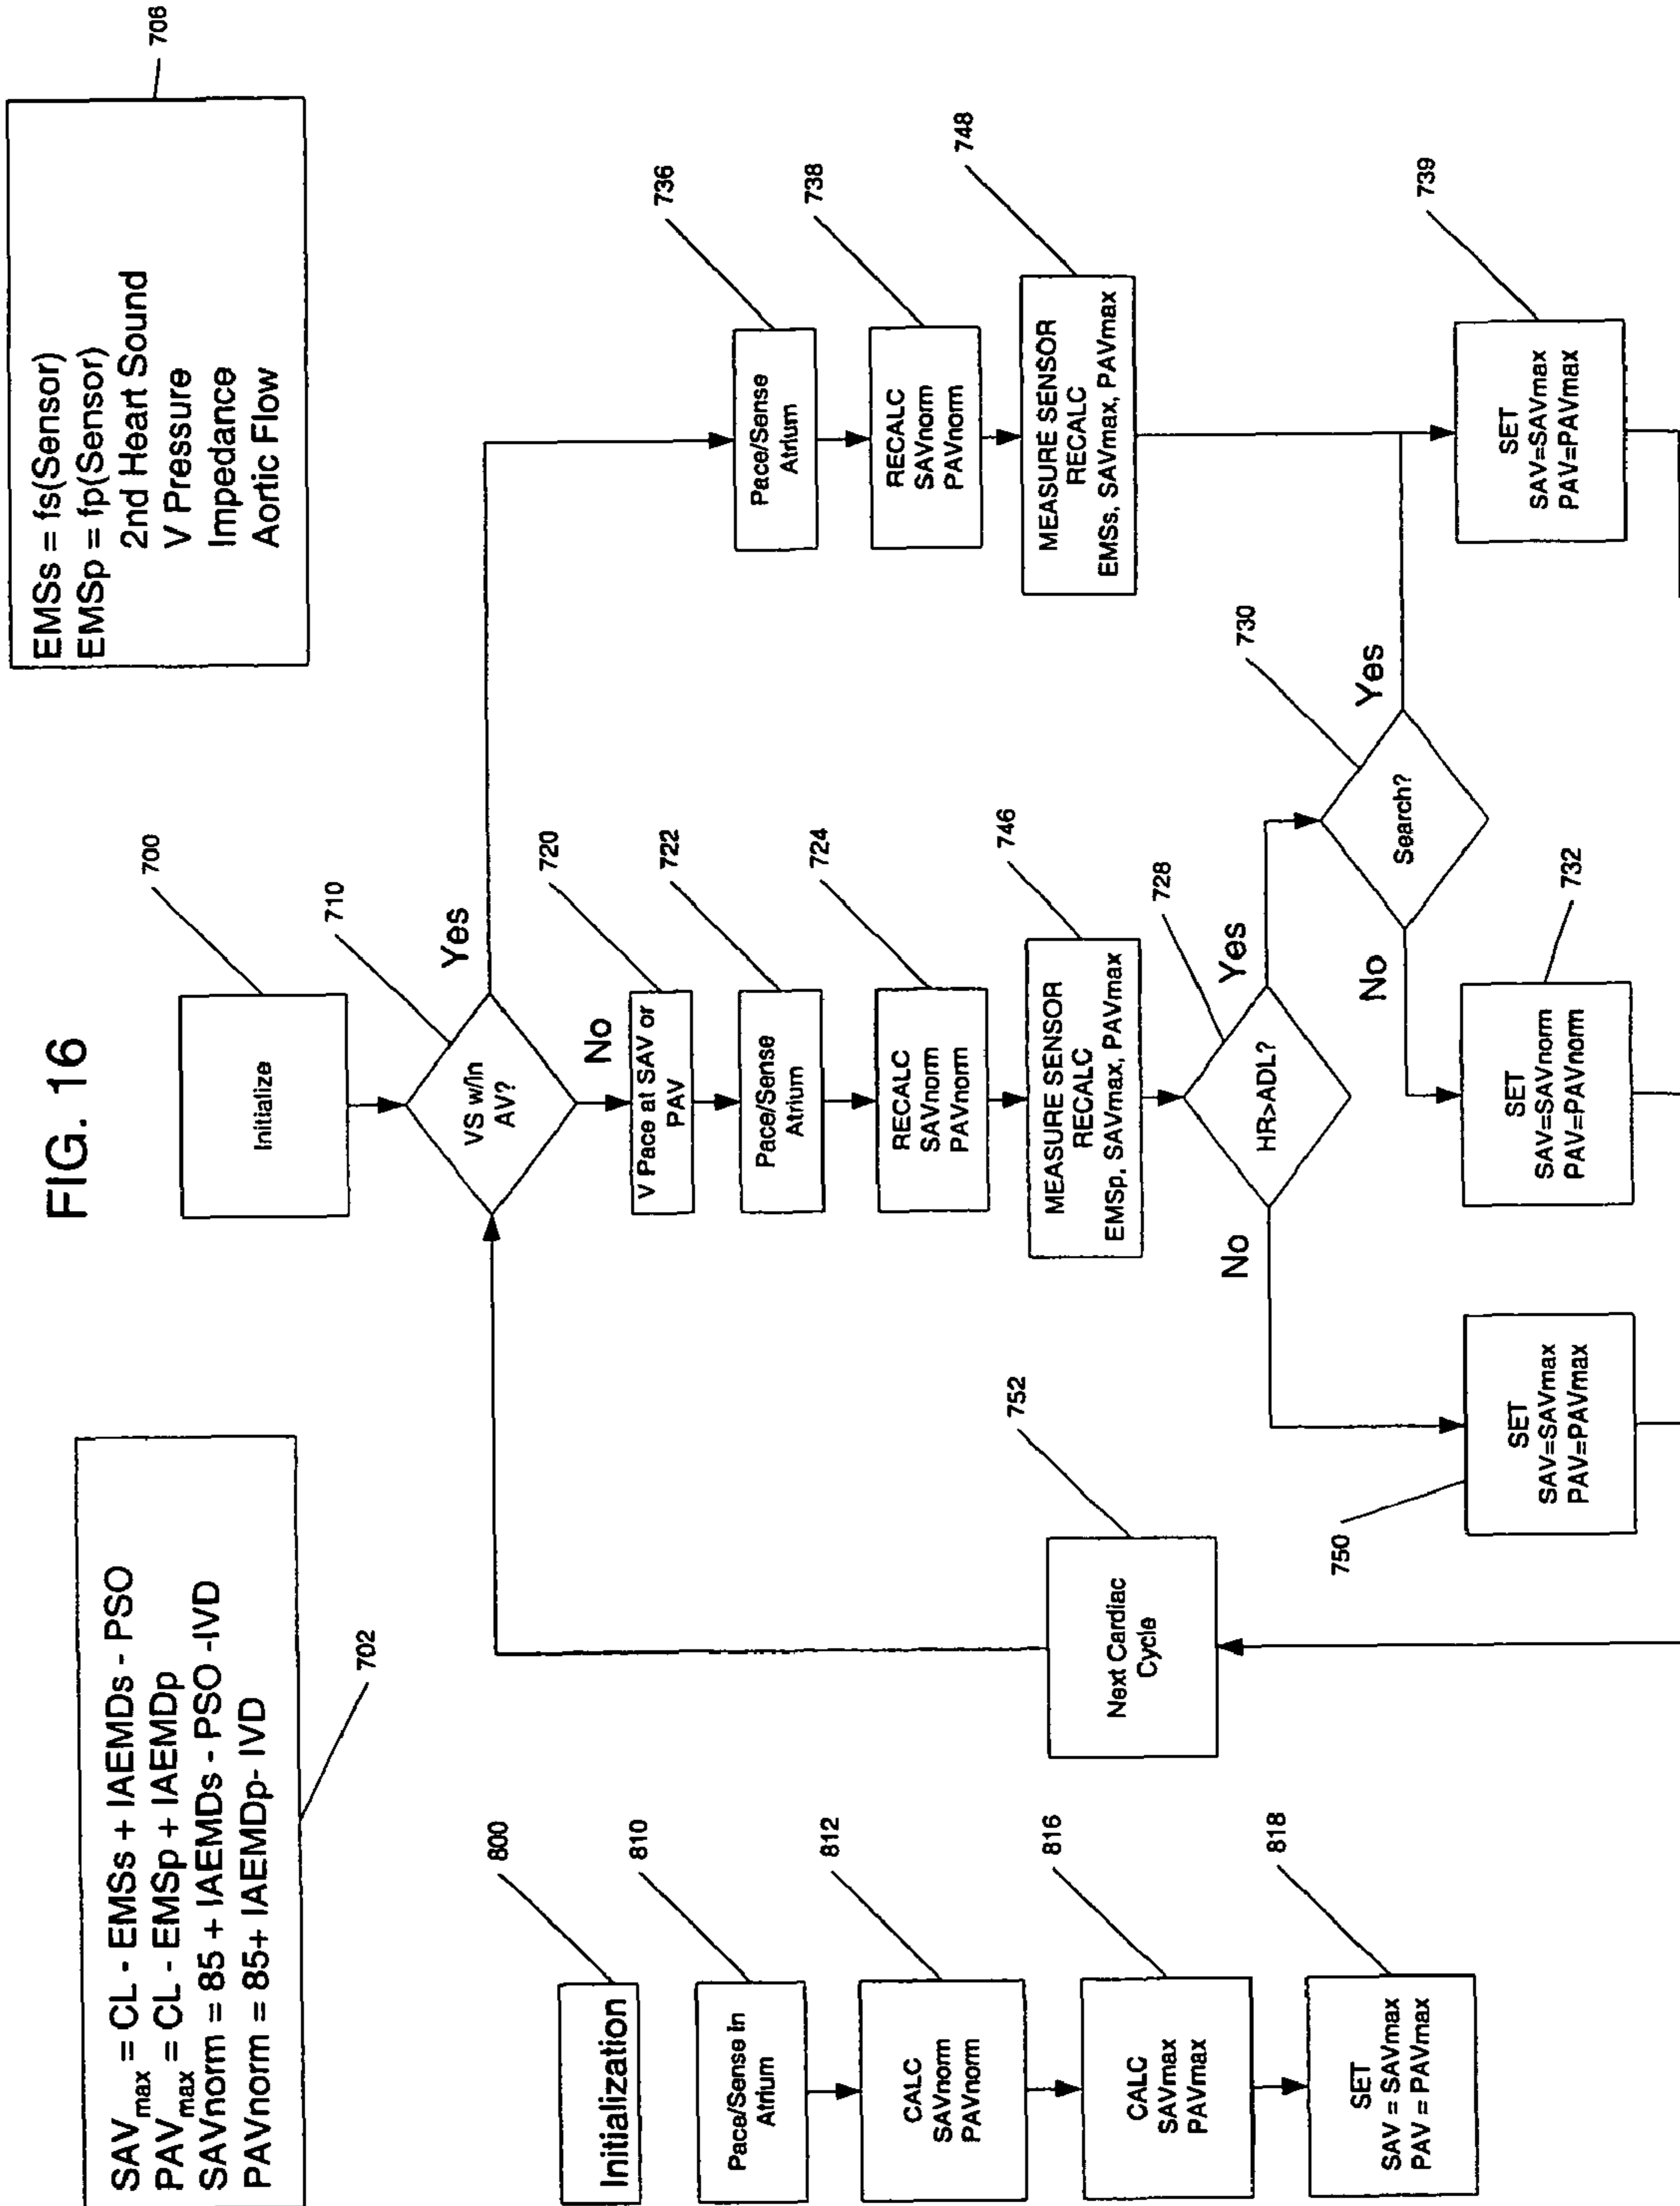 FIG. 16
SAVmax = CL - EMSs + IAEMDs - PSO
PAVmax = CL - EMSp + IAEMDp
SAVnorm = 85 + IAEMDs - PSO -IVD
PAVnorm = 85+ IAEMDp- IVD
702
EMSs = fs(Sensor)
EMSp = fp(Sensor)
2nd Heart Sound
V Pressure
Impedance
Aortic Flow
706
Initialize
700
VS w/in
AV?
710
Yes
No
V Pace at SAV or
PAV
720
Pace/Sense
Atrium
722
RECALC
SAVnorm
PAVnorm
724
MEASURE SENSOR
RECALC
EMSp, SAVmax, PAVmax
746
HR>ADL?
728
Yes
No
Search?
730
Yes
No
SET
SAV=SAVmax
PAV=PAVmax
750
SET
SAV=SAVnorm
PAV=PAVnorm
732
Pace/Sense
Atrium
736
RECALC
SAVnorm
PAVnorm
738
MEASURE SENSOR
RECALC
EMSs, SAVmax, PAVmax
748
SET
SAV=SAVmax
PAV=PAVmax
739
Next Cardiac
Cycle
752
Initialization
800
Pace/Sense in
Atrium
810
CALC
SAVnorm
PAVnorm
812
CALC
SAVmax
PAVmax
816
SET
SAV = SAVmax
PAV = PAVmax
818